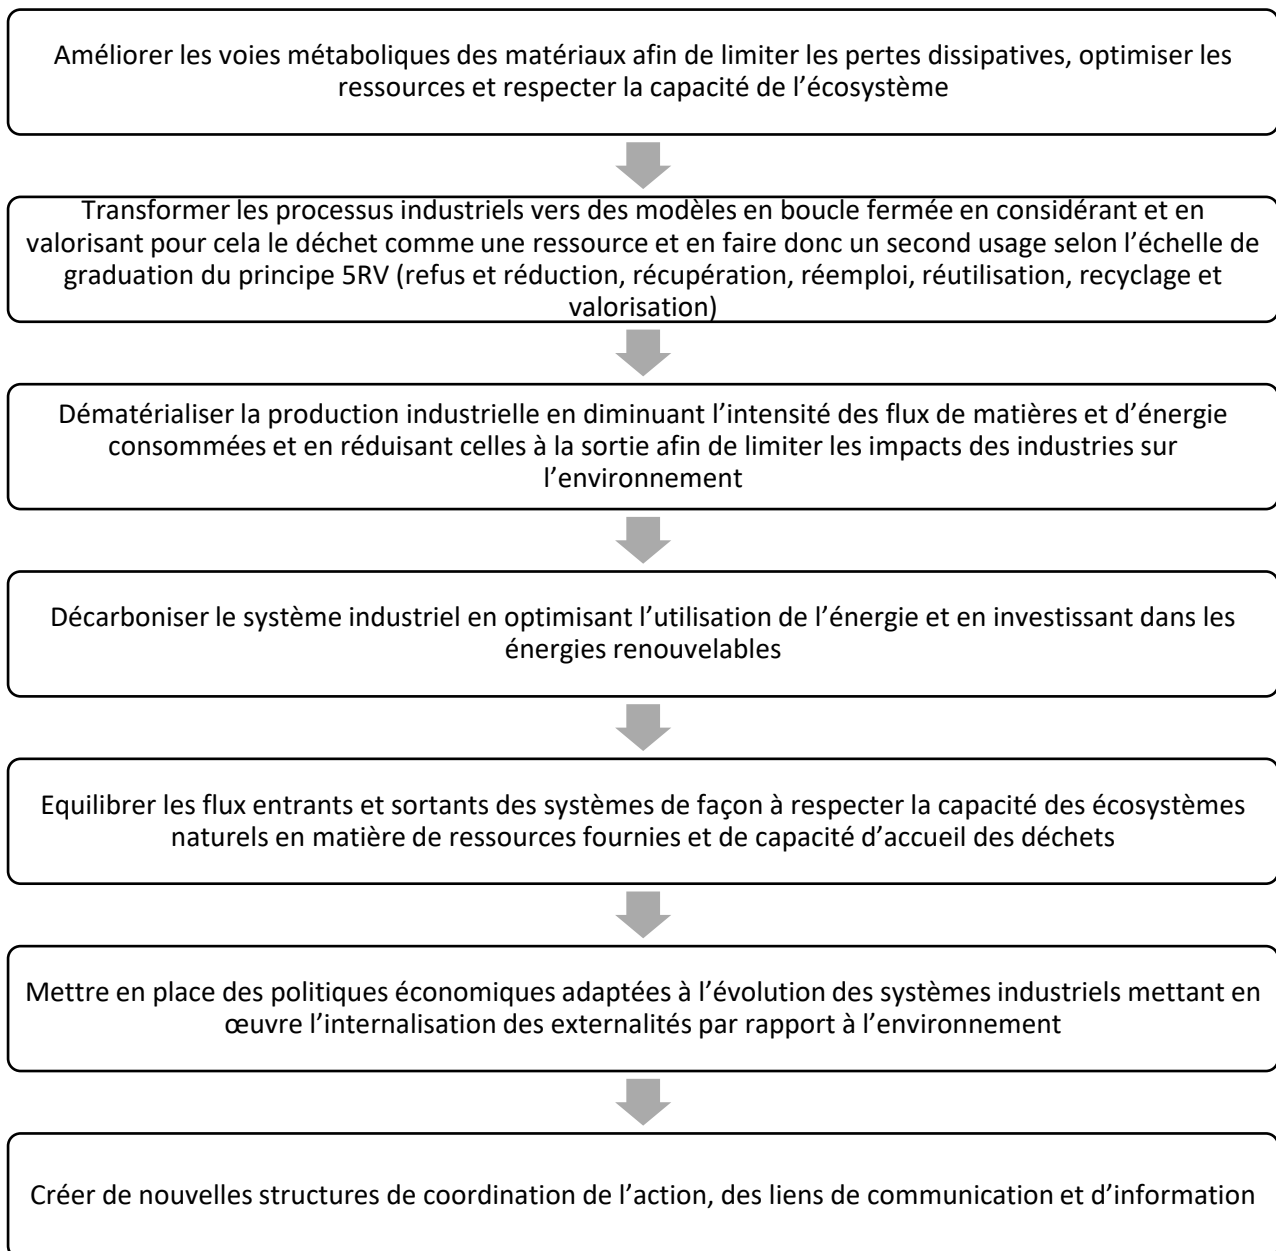 Améliorer les voies métaboliques des matériaux afin de limiter les pertes dissipatives, optimiser les
ressources et respecter la capacité de l’écosystème
Transformer les processus industriels vers des modèles en boucle fermée en considérant et en
valorisant pour cela le déchet comme une ressource et en faire donc un second usage selon l’échelle de
graduation du principe 5RV (refus et réduction, récupération, réemploi, réutilisation, recyclage et
valorisation)
Dématérialiser la production industrielle en diminuant l’intensité des flux de matières et d’énergie
consommées et en réduisant celles à la sortie afin de limiter les impacts des industries sur
l’environnement
Décarboniser le système industriel en optimisant l’utilisation de l’énergie et en investissant dans les
énergies renouvelables
Equilibrer les flux entrants et sortants des systèmes de façon à respecter la capacité des écosystèmes
naturels en matière de ressources fournies et de capacité d’accueil des déchets
Mettre en place des politiques économiques adaptées à l’évolution des systèmes industriels mettant en
œuvre l’internalisation des externalités par rapport à l’environnement
Créer de nouvelles structures de coordination de l’action, des liens de communication et d’information